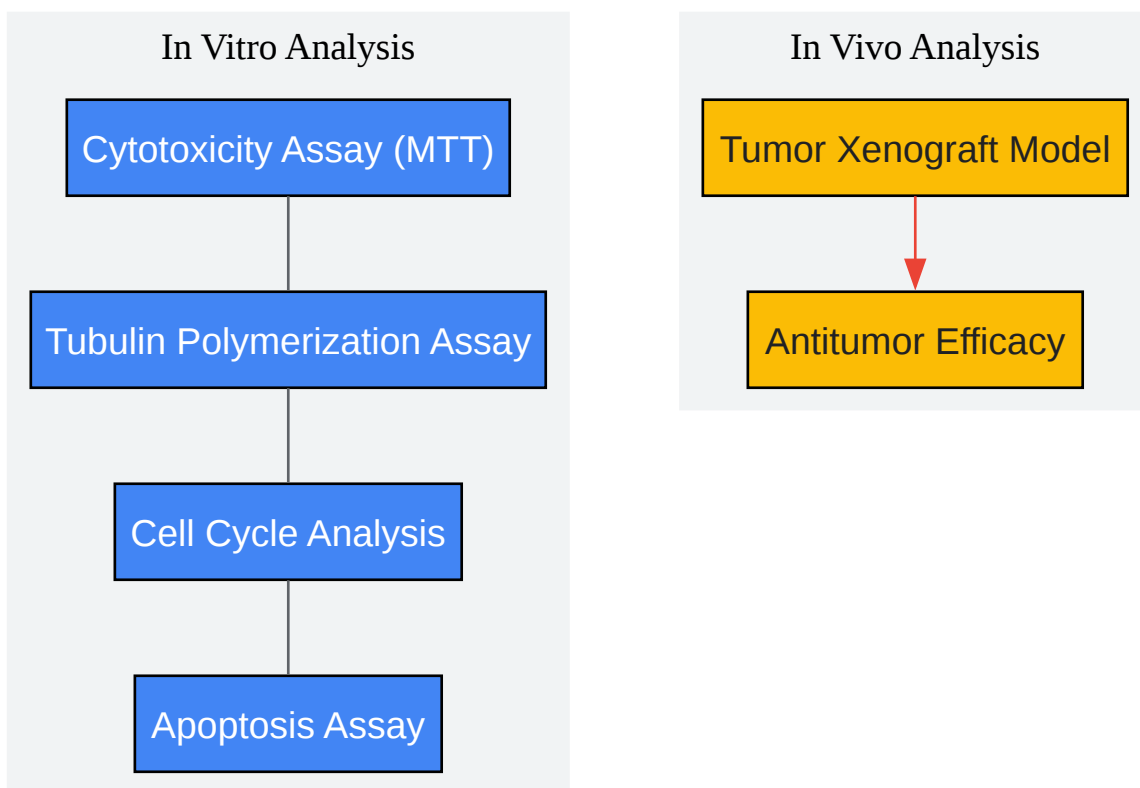 In Vitro Analysis
Cytotoxicity Assay (MTT)
Tubulin Polymerization Assay
Cell Cycle Analysis
Apoptosis Assay
In Vivo Analysis
Tumor Xenograft Model
Antitumor Efficacy